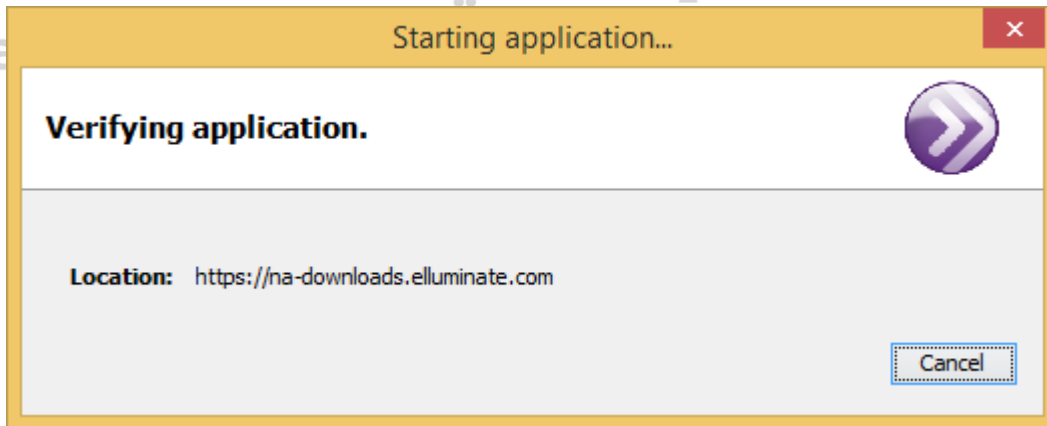 Starting application...
Verifying application.
Location: https://na-downloads.elluminate.com
Cancel